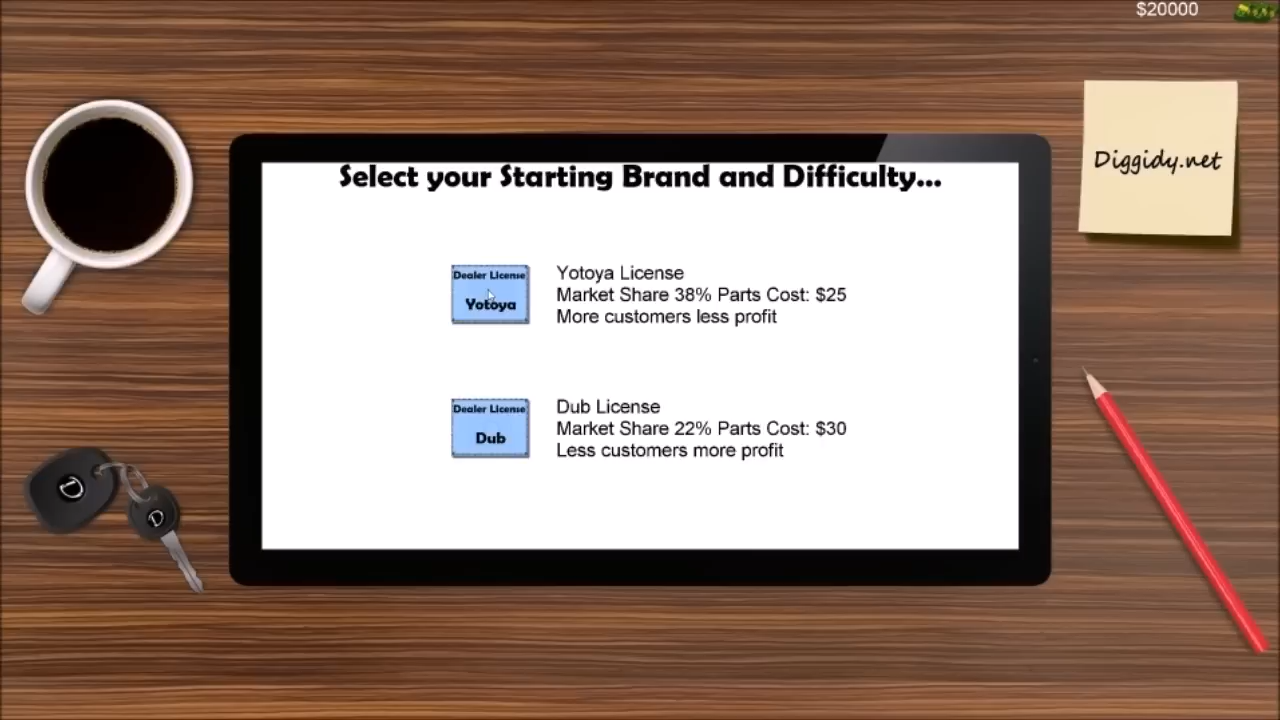 $20000
Diggidy.net
Select your Starting Brand and Difficulty...
Dealer License
Yotoya
Yotoya License
Market Share 38% Parts Cost: $25
More customers less profit
Dealer License
Dub
Dub License
Market Share 22% Parts Cost: $30
Less customers more profit
D
D